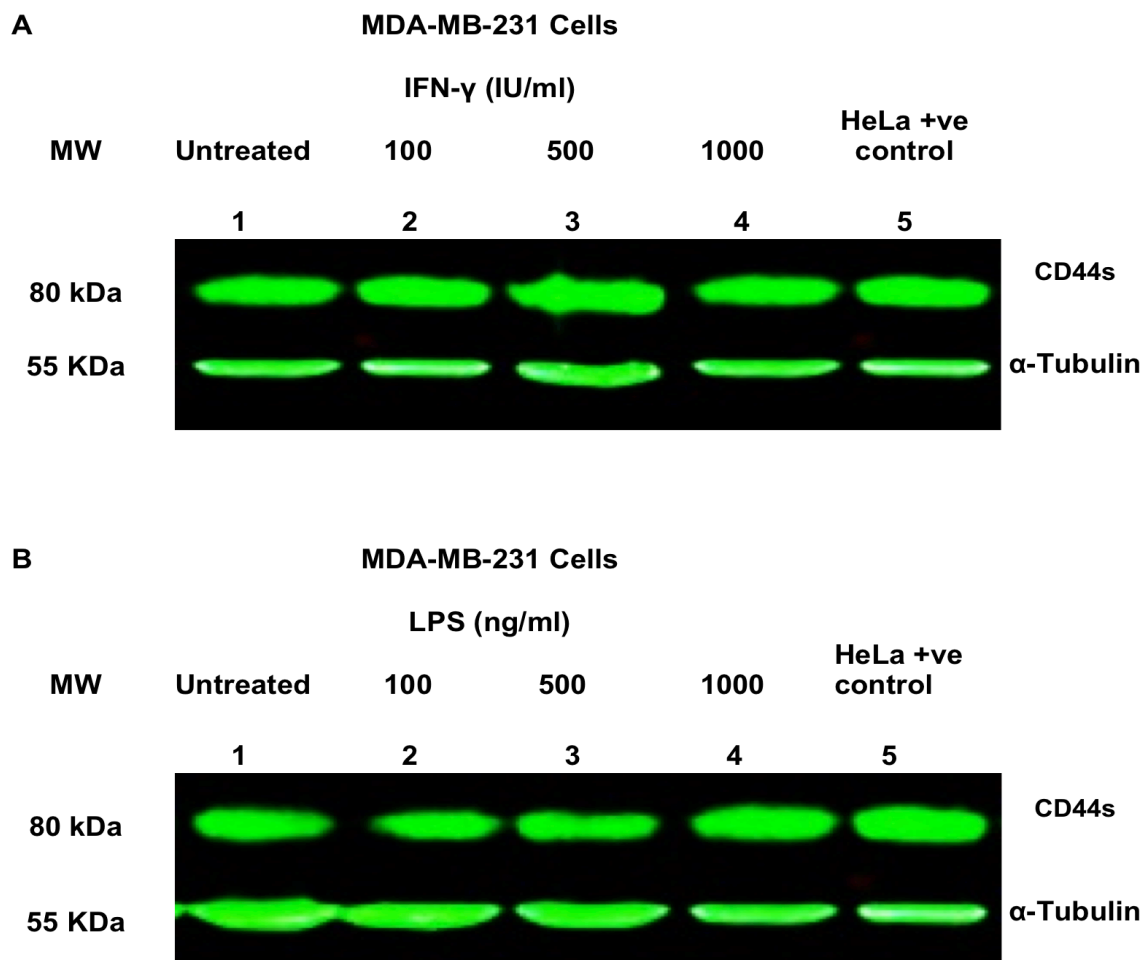 A
MDA-MB-231 Cells
IFN-γ (IU/ml)
MW Untreated 100 500 1000 HeLa +ve control
1 2 3 4 5
80 kDa CD44s
55 KDa α-Tubulin
B
MDA-MB-231 Cells
LPS (ng/ml)
MW Untreated 100 500 1000 HeLa +ve control
1 2 3 4 5
80 kDa CD44s
55 KDa α-Tubulin